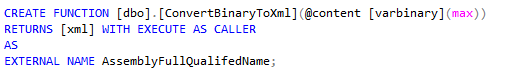 CREATE FUNCTION [dbo].[ConvertBinaryToXml](@content [varbinary](max))
RETURNS [xml] WITH EXECUTE AS CALLER
AS
EXTERNAL NAME AssemblyFullQualifedName;